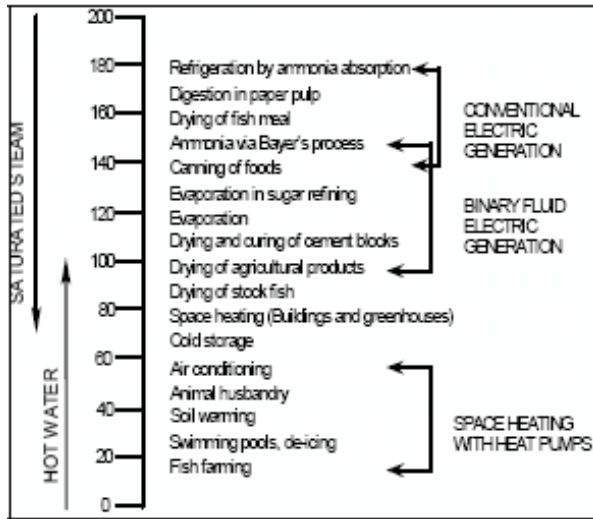 200
180
160
140
120
100
80
60
40
20
0
SATURATED STEAM
HOT WATER
Refrigeration by ammonia absorption
Digestion in paper pulp
Drying of fish meal
Ammonia via Bayer's process
Canning of foods
Evaporation in sugar refining
Evaporation
Drying and curing of cement blocks
Drying of agricultural products
Drying of stock fish
Space heating (Buildings and greenhouses)
Cold storage
Air conditioning
Animal husbandry
Soil warming
Swimming pools, de-icing
Fish farming
CONVENTIONAL
ELECTRIC
GENERATION
BINARY FLUID
ELECTRIC
GENERATION
SPACE HEATING
WITH HEAT PUMPS